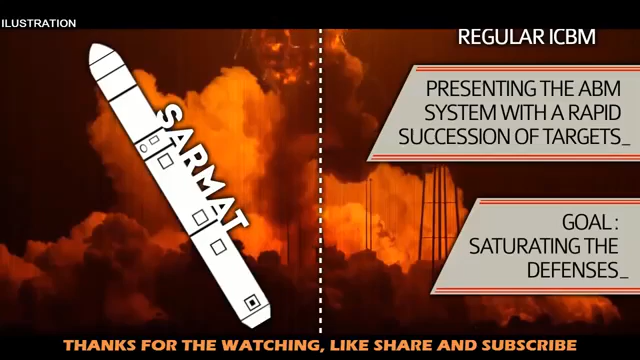 ILLUSTRATION
REGULAR ICBM
SARMAT
PRESENTING THE ABM
SYSTEM WITH A RAPID
SUCCESSION OF TARGETS_
GOAL:
SATURATING THE
DEFENSES_
THANKS FOR THE WATCHING, LIKE SHARE AND SUBSCRIBE